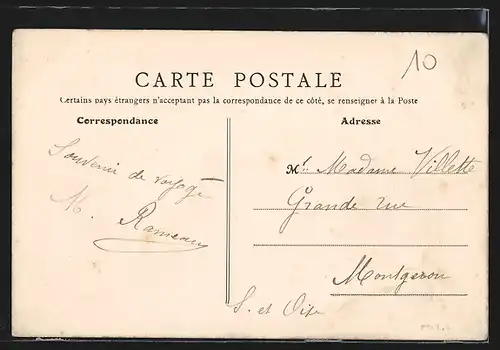 10
CARTE POSTALE
Certains pays étrangers n'acceptant pas la correspondance de ce côté, se renseigner à la Poste
Correspondance
Souvenir de voyage
M. Rameau
Adresse
M.: Madame Villette
Grande rue
Montgeron
S. et Oise